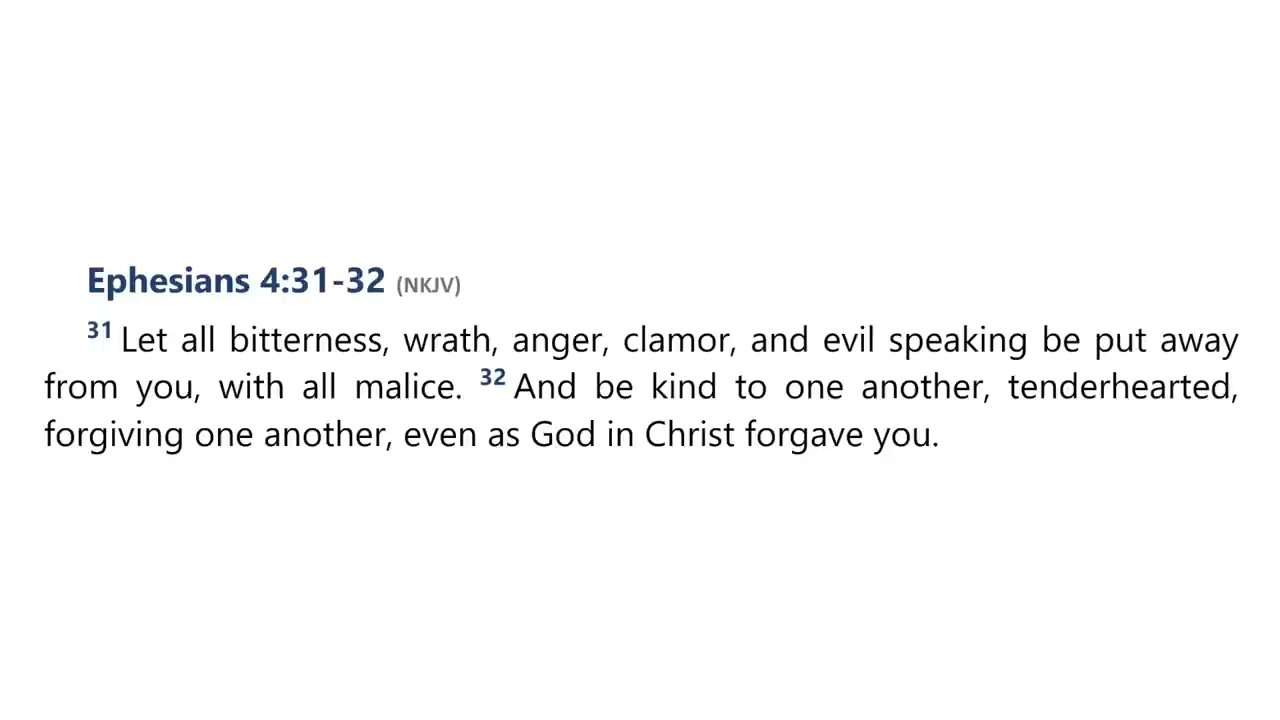 Ephesians 4:31-32 (NKJV)
31 Let all bitterness, wrath, anger, clamor, and evil speaking be put away
from you, with all malice. 32 And be kind to one another, tenderhearted,
forgiving one another, even as God in Christ forgave you.